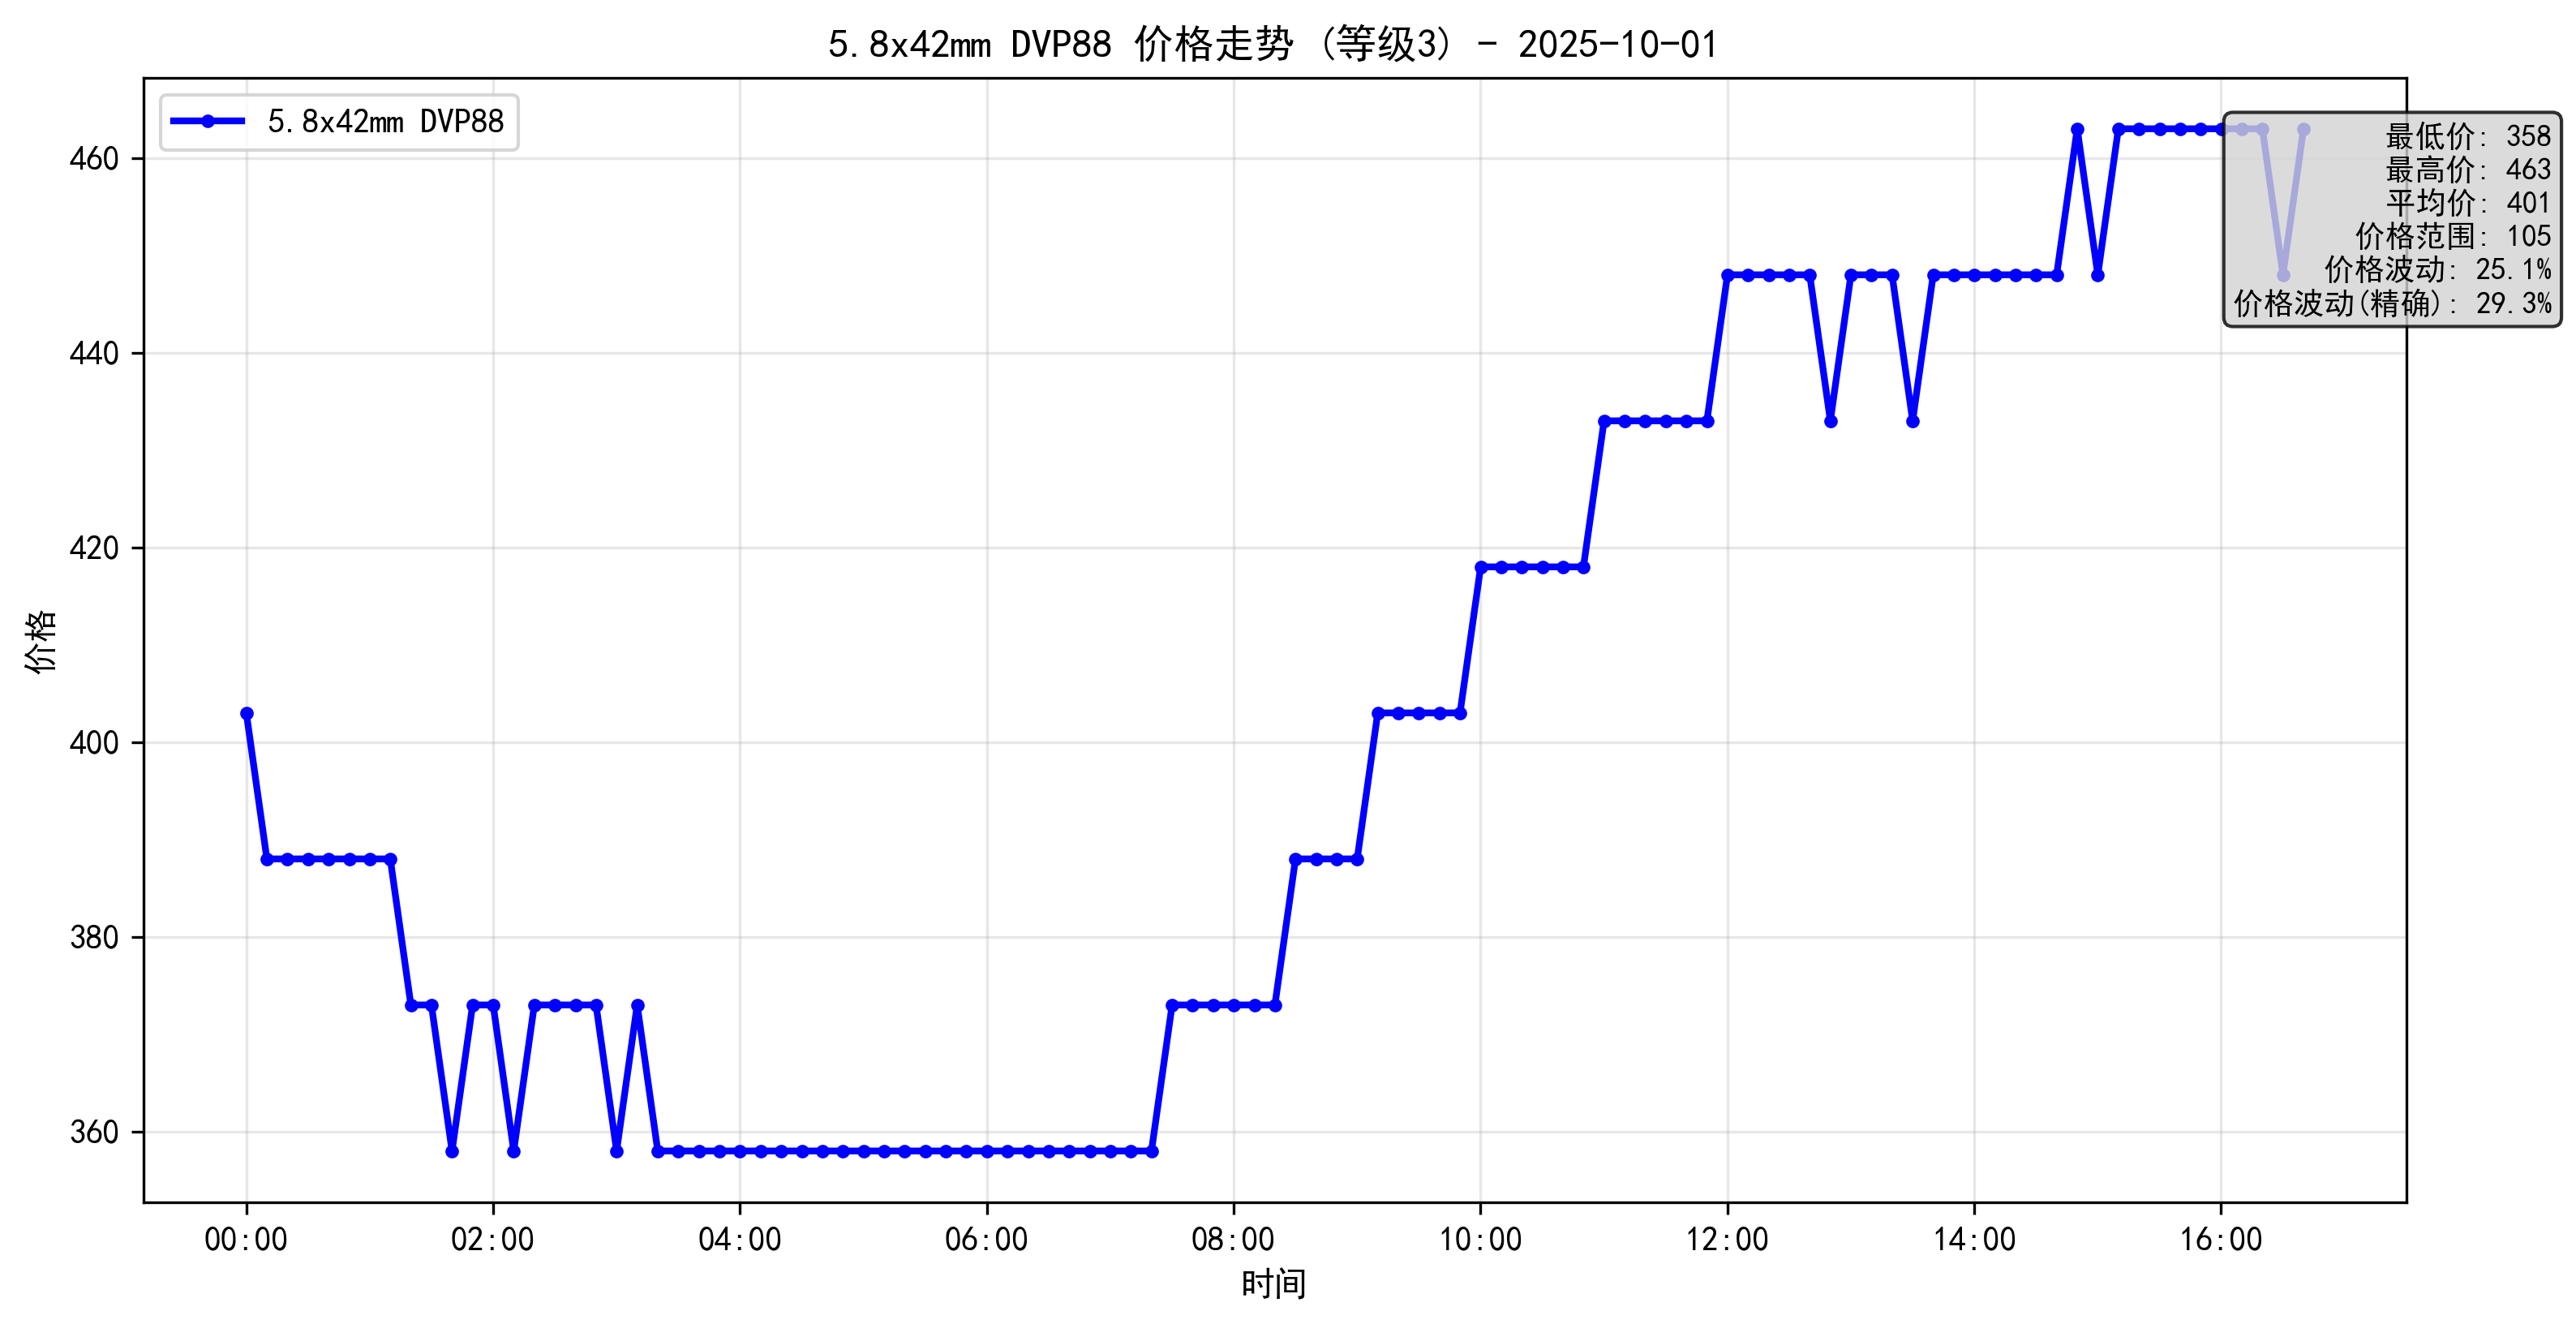 5.8x42mm DVP88 价格走势 (等级3) - 2025-10-01
5.8x42mm DVP88
最低价: 358
最高价: 463
平均价: 401
价格范围: 105
价格波动: 25.1%
价格波动(精确): 29.3%
460
440
420
400
380
360
价格
00:00 02:00 04:00 06:00 08:00 10:00 12:00 14:00 16:00
时间